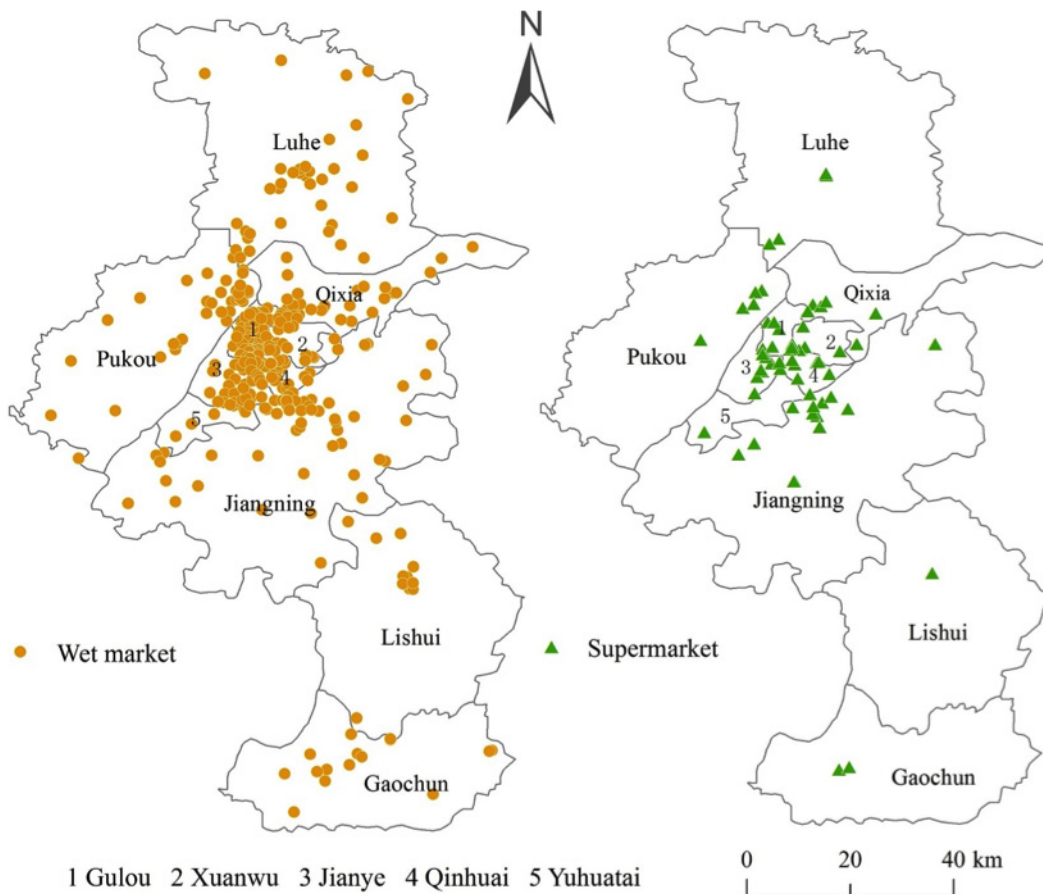 N
Luhe
Luhe
Qixia
Qixia
1
1
2
2
Pukou
Pukou
3
3
4
4
5
5
Jiangning
Jiangning
Lishui
Lishui
Wet market
Supermarket
Gaochun
Gaochun
1 Gulou 2 Xuanwu 3 Jianye 4 Qinhuai 5 Yuhuatai
0 20 40 km